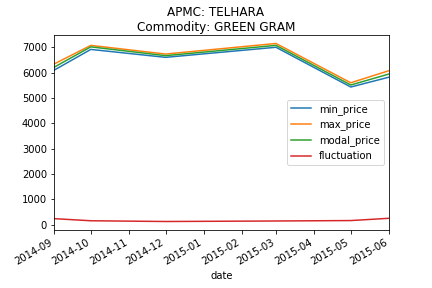 APMC: TELHARA
Commodity: GREEN GRAM
7000
6000
5000
4000
3000
2000
1000
0
min_price
max_price
modal_price
fluctuation
2014-09
2014-10
2014-11
2014-12
2015-01
2015-02
2015-03
2015-04
2015-05
2015-06
date